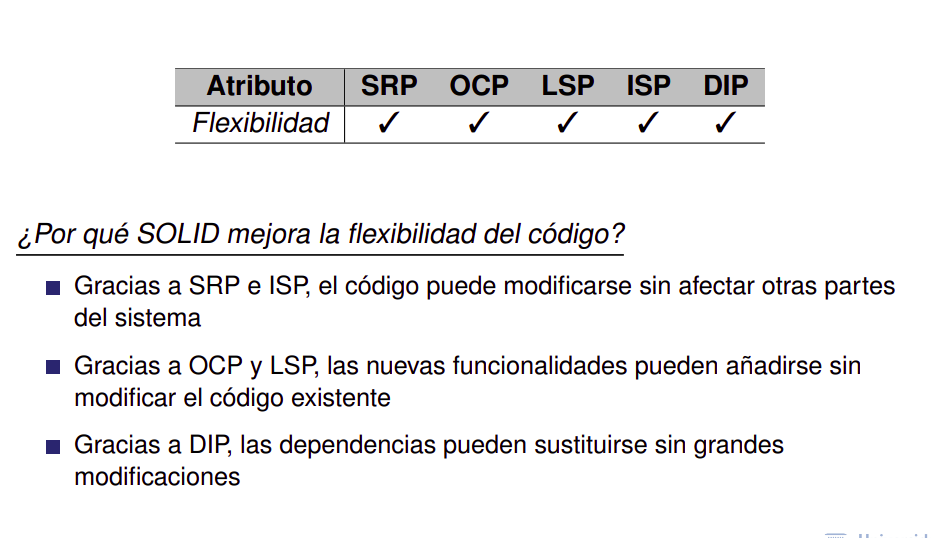 Atributo SRP OCP LSP ISP DIP
Flexibilidad ✓ ✓ ✓ ✓ ✓
¿Por qué SOLID mejora la flexibilidad del código?
Gracias a SRP e ISP, el código puede modificarse sin afectar otras partes
del sistema
Gracias a OCP y LSP, las nuevas funcionalidades pueden añadirse sin
modificar el código existente
Gracias a DIP, las dependencias pueden sustituirse sin grandes
modificaciones